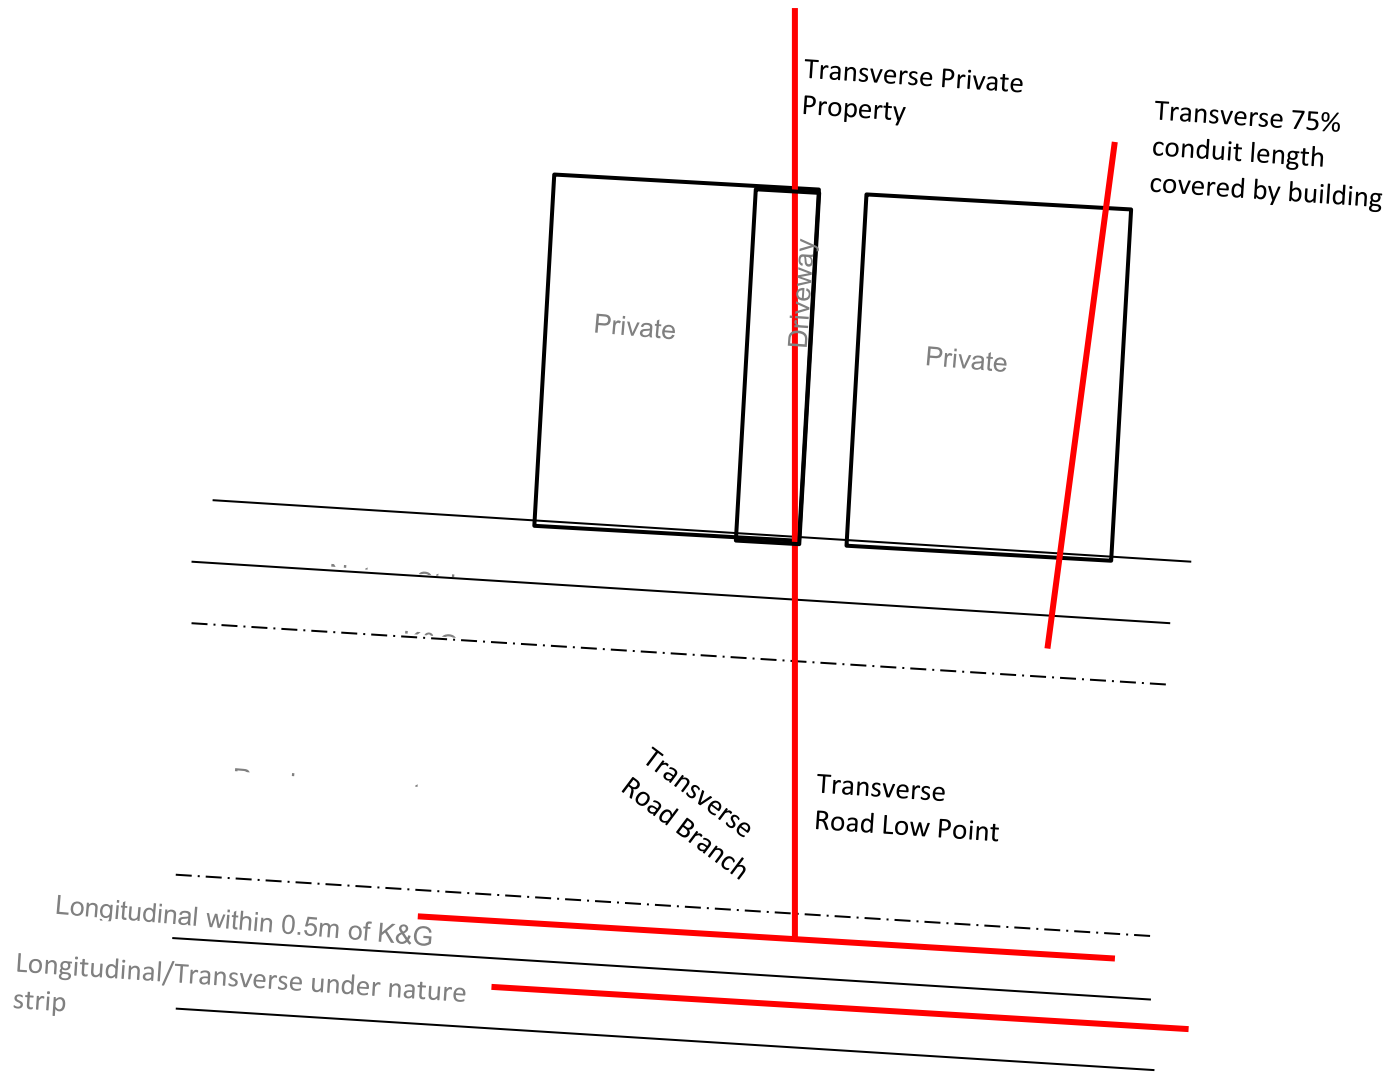 Transverse Private
Property
Transverse 75%
conduit length
covered by building
Driveway
Private
Private
Transverse
Road Branch
Transverse
Road Low Point
Longitudinal within 0.5m of K&G
Longitudinal/Transverse under nature
strip